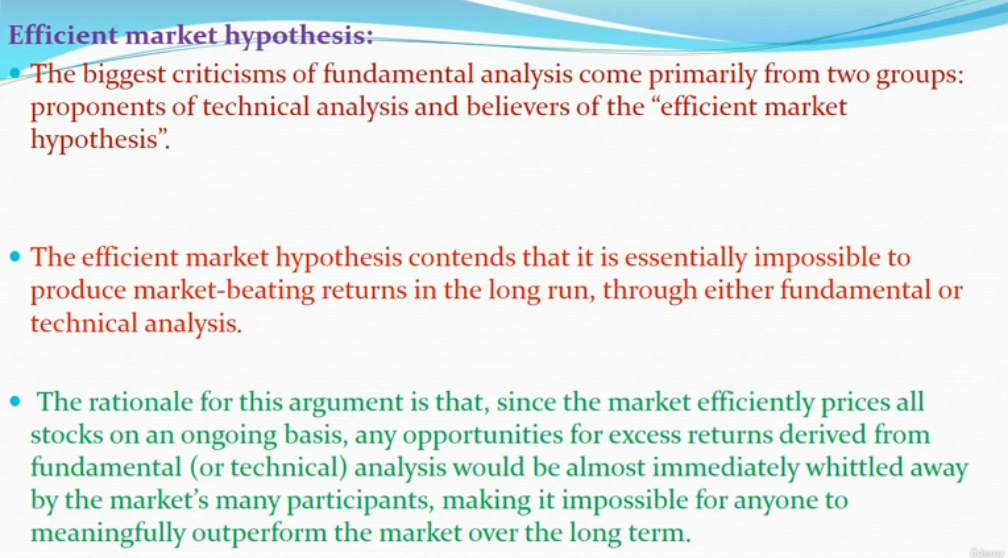 Efficient market hypothesis:
• The biggest criticisms of fundamental analysis come primarily from two groups:
proponents of technical analysis and believers of the “efficient market
hypothesis”.
• The efficient market hypothesis contends that it is essentially impossible to
produce market-beating returns in the long run, through either fundamental or
technical analysis.
• The rationale for this argument is that, since the market efficiently prices all
stocks on an ongoing basis, any opportunities for excess returns derived from
fundamental (or technical) analysis would be almost immediately whittled away
by the market’s many participants, making it impossible for anyone to
meaningfully outperform the market over the long term.